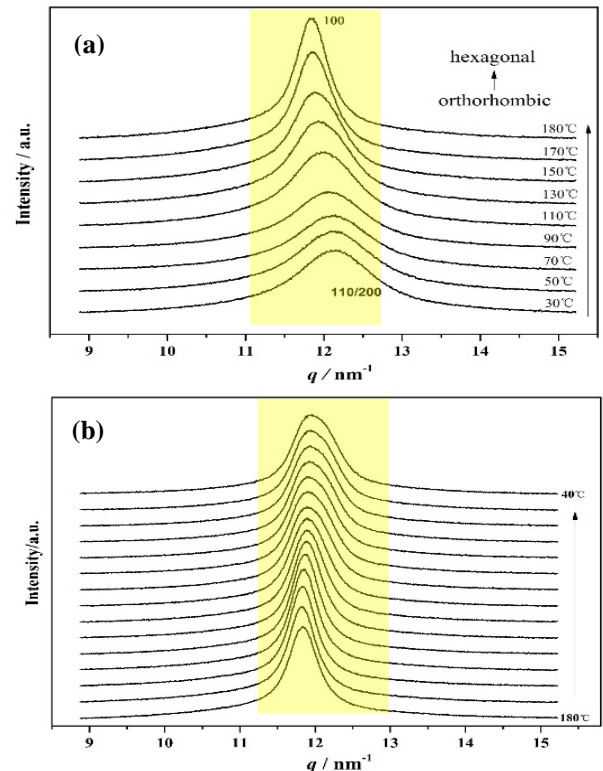 (a)
100
hexagonal
orthorhombic
180℃
170℃
150℃
130℃
110℃
90℃
70℃
50℃
30℃
110/200
Intensity / a.u.
9 10 11 12 13 14 15
q / nm⁻¹
(b)
40℃
180℃
Intensity/a.u.
9 10 11 12 13 14 15
q / nm⁻¹